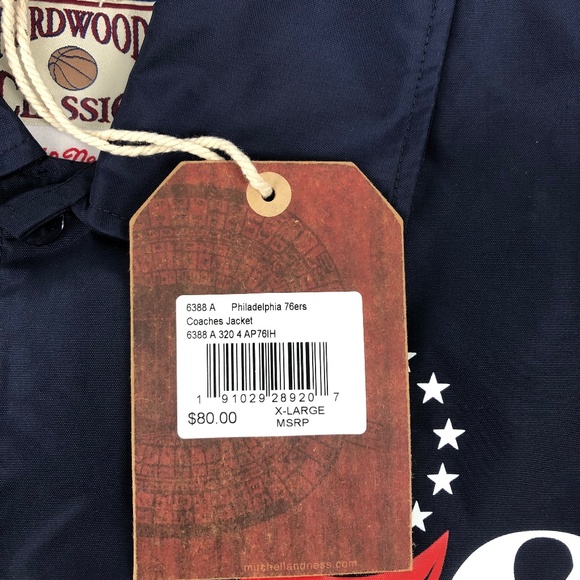 RDWOOD
CLASSIC
6388 A Philadelphia 76ers
Coaches Jacket
6388 A 320 4 AP76IH
1 91029 28920 7
$80.00 X-LARGE
MSRP
mitchellandness.com
6